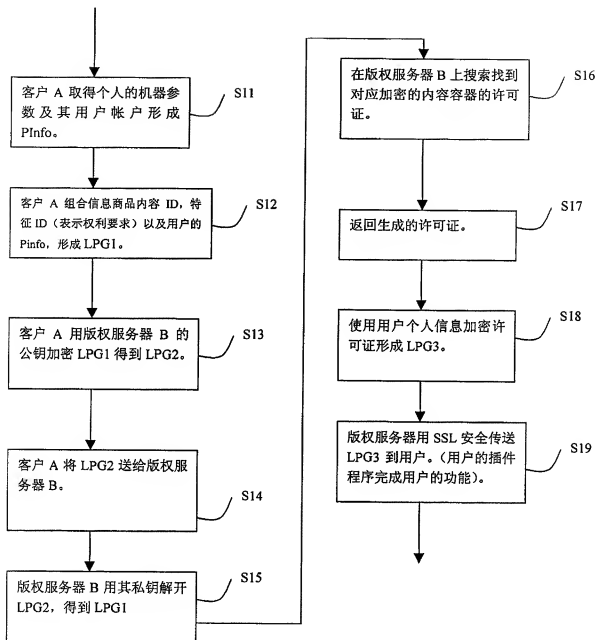 客户 A 取得个人的机器参
数及其用户帐户形成
PInfo。
S11
客户 A 组合信息商品内容 ID，特
征 ID（表示权利要求）以及用户的
Pinfo，形成 LPG1。
S12
客户 A 用版权服务器 B 的
公钥加密 LPG1 得到 LPG2。
S13
客户 A 将 LPG2 送给版权服
务器 B。
S14
版权服务器 B 用其私钥解开
LPG2，得到 LPG1
S15
在版权服务器 B 上搜索找到
对应加密的内容容器的许可
证。
S16
返回生成的许可证。
S17
使用用户个人信息加密许
可证形成 LPG3。
S18
版权服务器用 SSL 安全传送
LPG3 到用户。（用户的插件
程序完成用户的功能）。
S19